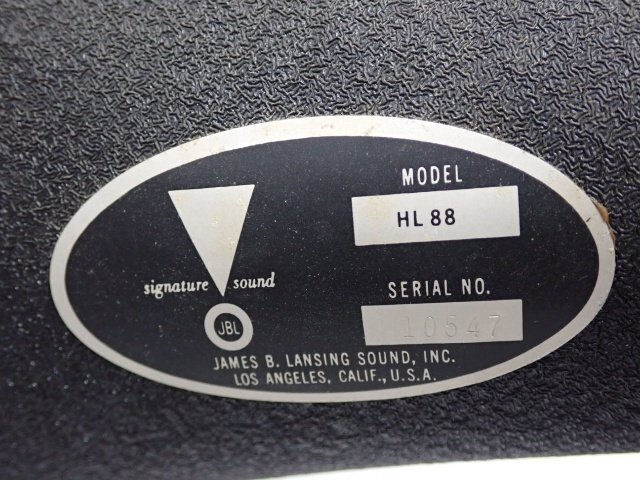 MODEL
HL 88
signature sound
SERIAL NO.
10547
JBL
JAMES B. LANSING SOUND, INC.
LOS ANGELES, CALIF., U.S.A.